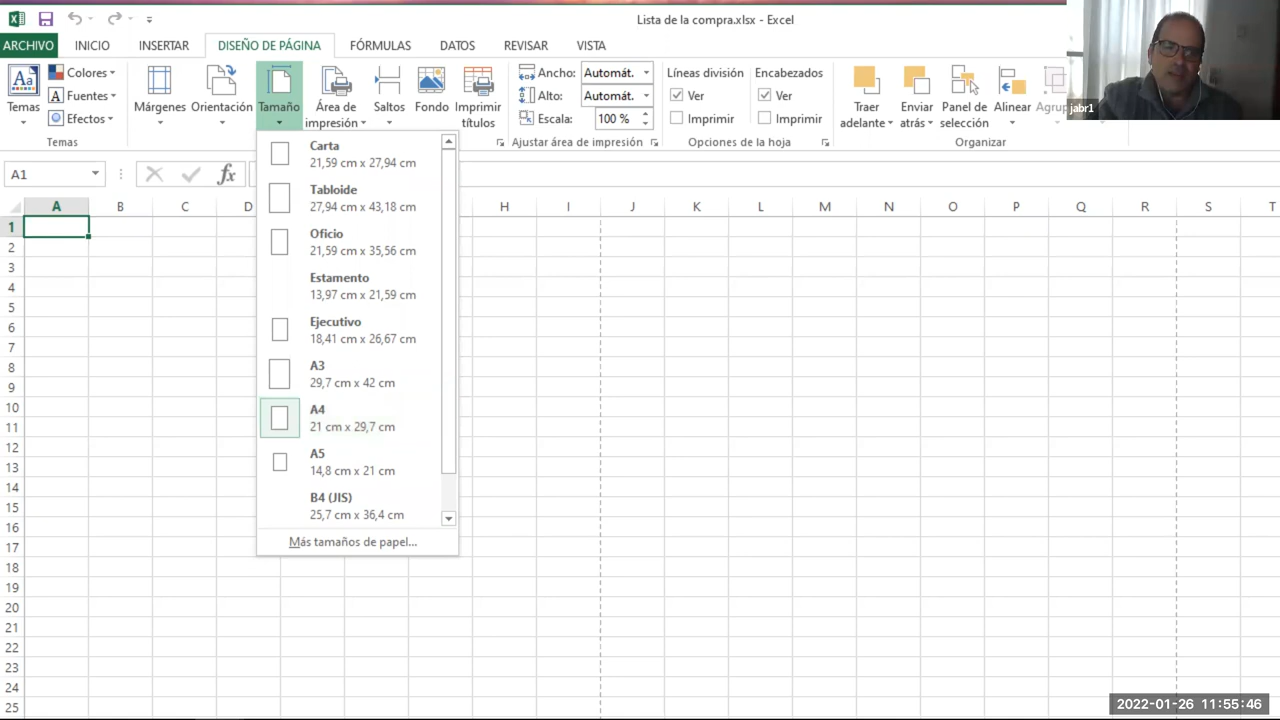 Lista de la compra.xlsx - Excel
ARCHIVO INICIO INSERTAR DISEÑO DE PÁGINA FÓRMULAS DATOS REVISAR VISTA
Aa Temas
Colores
Fuentes
Efectos
Temas
Márgenes Orientación Tamaño Área de impresión Saltos Fondo Imprimir títulos
Ancho: Automát.
Alto: Automát.
Escala: 100 %
Ajustar área de impresión
Líneas división Encabezados
Ver Ver
Imprimir Imprimir
Opciones de la hoja
Traer adelante Enviar atrás Panel de selección Alinear Agrup
Organizar
jabr1
A1 fx
A B C D H I J K L M N O P Q R S T
Carta
21,59 cm x 27,94 cm
Tabloide
27,94 cm x 43,18 cm
Oficio
21,59 cm x 35,56 cm
Estamento
13,97 cm x 21,59 cm
Ejecutivo
18,41 cm x 26,67 cm
A3
29,7 cm x 42 cm
A4
21 cm x 29,7 cm
A5
14,8 cm x 21 cm
B4 (JIS)
25,7 cm x 36,4 cm
Más tamaños de papel...
1
2
3
4
5
6
7
8
9
10
11
12
13
14
15
16
17
18
19
20
21
22
23
24
25
2022-01-26 11:55:46